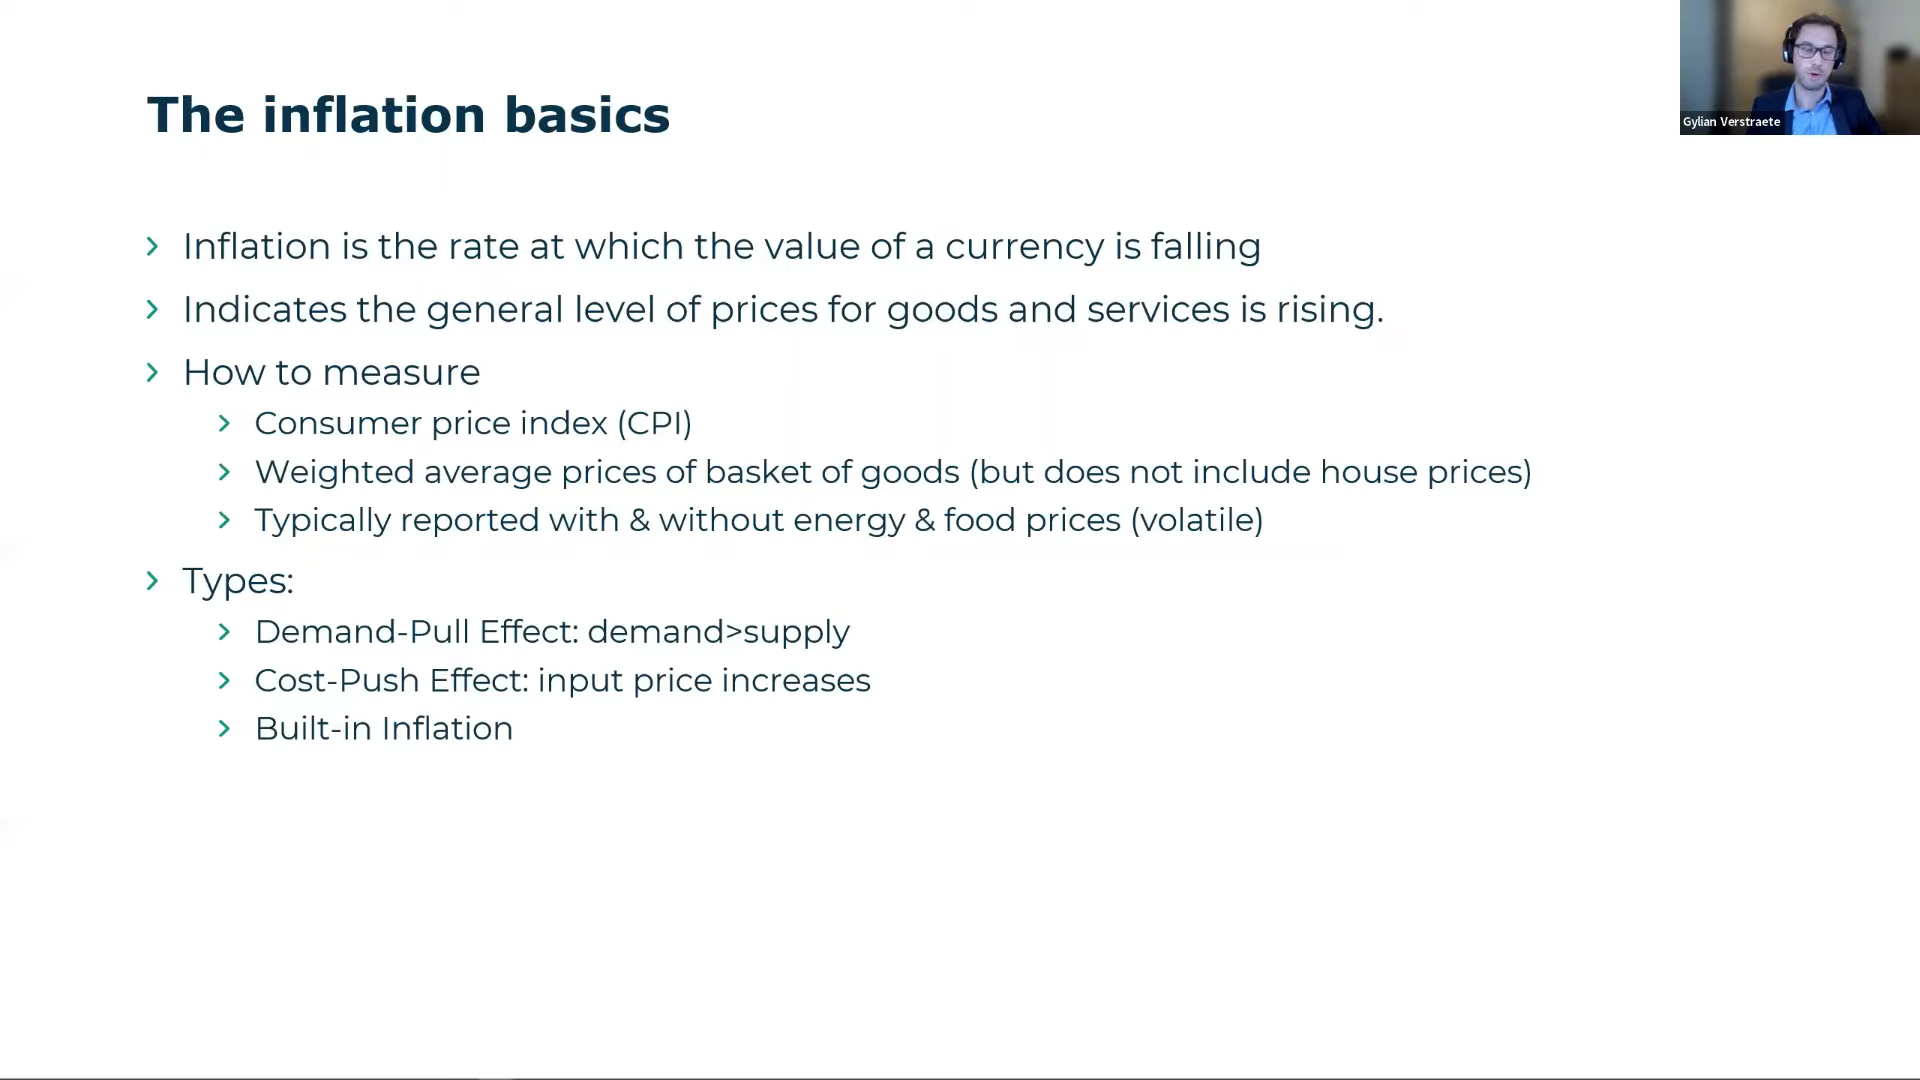 The inflation basics
Gylian Verstraete
Inflation is the rate at which the value of a currency is falling
Indicates the general level of prices for goods and services is rising.
How to measure
Consumer price index (CPI)
Weighted average prices of basket of goods (but does not include house prices)
Typically reported with & without energy & food prices (volatile)
Types:
Demand-Pull Effect: demand>supply
Cost-Push Effect: input price increases
Built-in Inflation